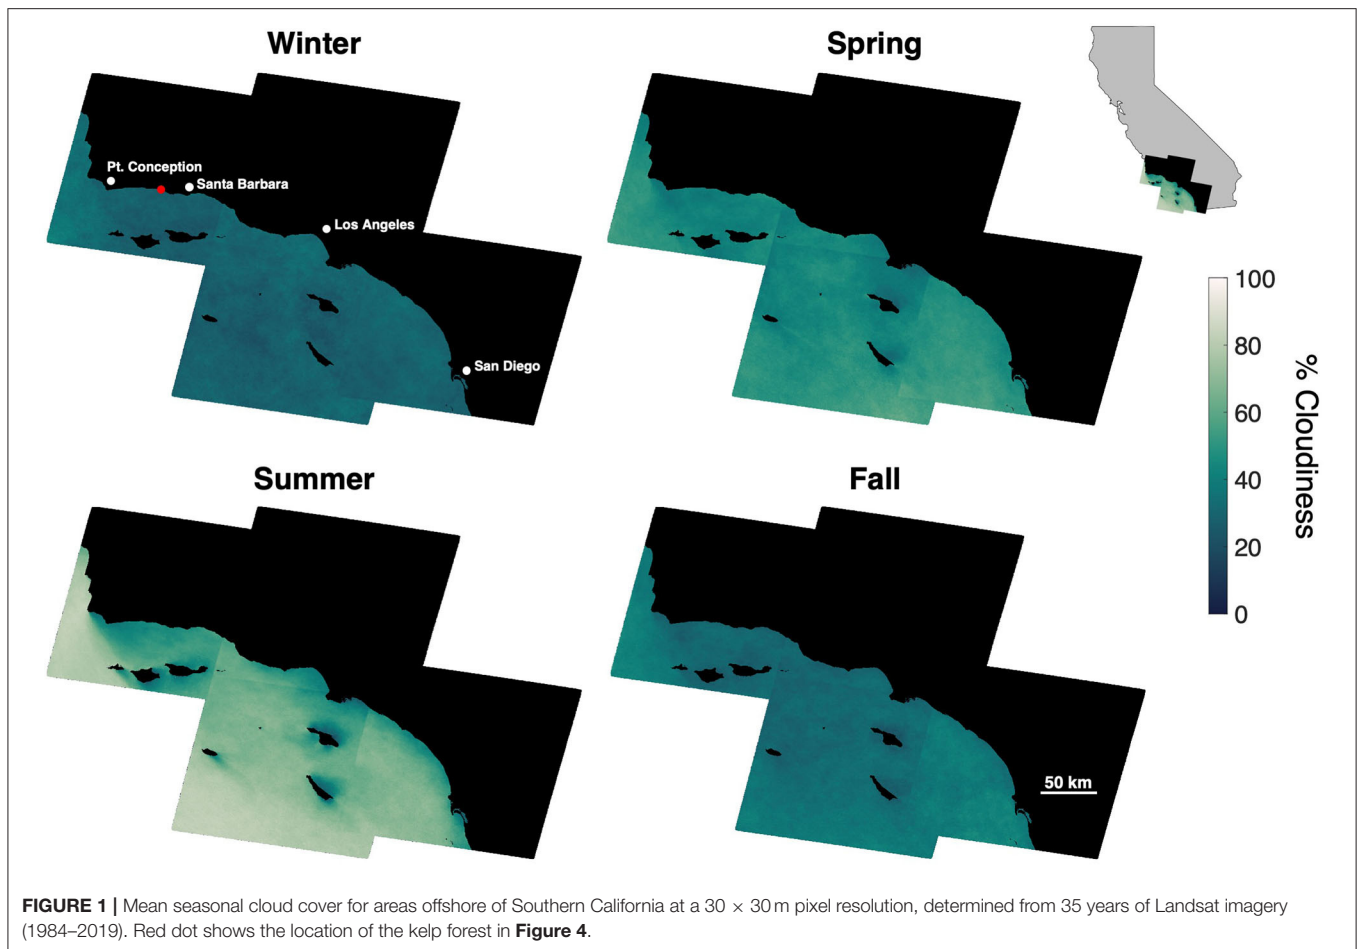 Winter
Spring
Pt. Conception
Santa Barbara
Los Angeles
San Diego
100
80
60
40
20
0
% Cloudiness
Summer
Fall
50 km
FIGURE 1 | Mean seasonal cloud cover for areas offshore of Southern California at a 30 × 30 m pixel resolution, determined from 35 years of Landsat imagery
(1984–2019). Red dot shows the location of the kelp forest in Figure 4.